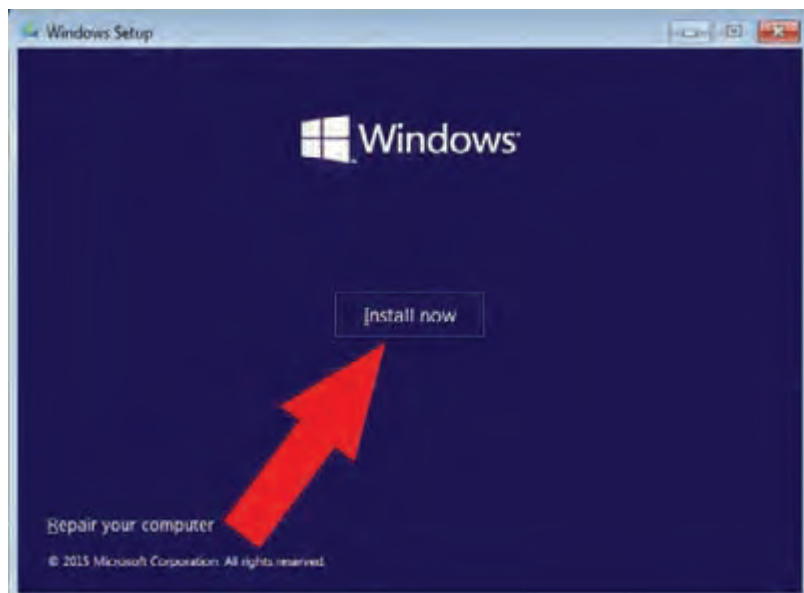 Windows Setup
Windows
Install now
Repair your computer
© 2015 Microsoft Corporation. All rights reserved.